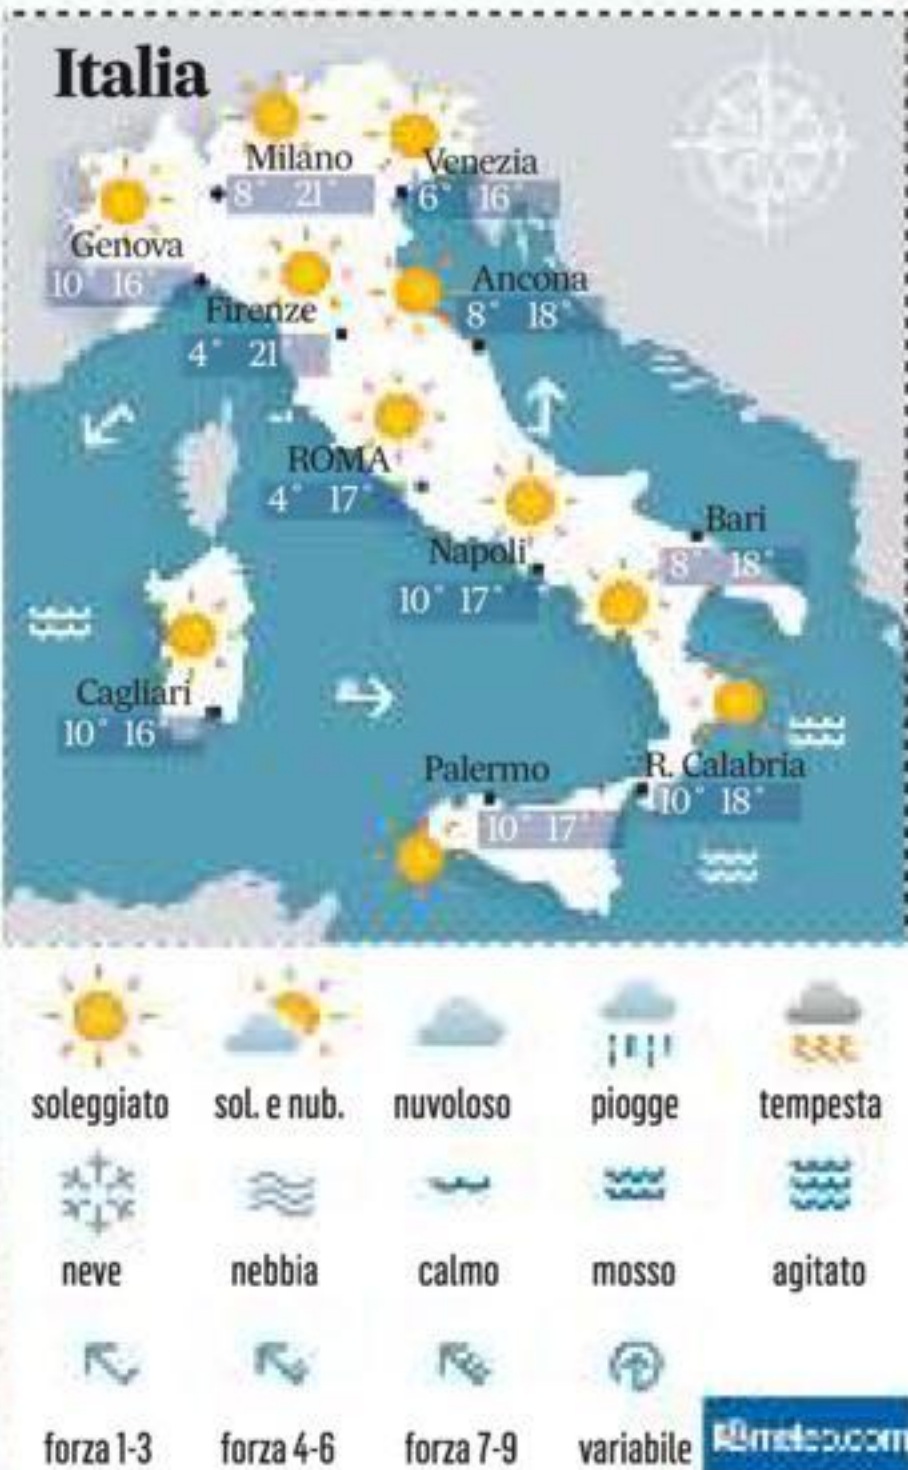 Italia
Milano
8° 21°
Venezia
6° 16°
Genova
10° 16°
Firenze
4° 21°
Ancona
8° 18°
ROMA
4° 17°
Napoli
10° 17°
Bari
8° 18°
Cagliari
10° 16°
Palermo
10° 17°
R. Calabria
10° 18°
soleggiato sol. e nub. nuvoloso piogge tempesta
neve nebbia calmo mosso agitato
forza 1-3 forza 4-6 forza 7-9 variabile